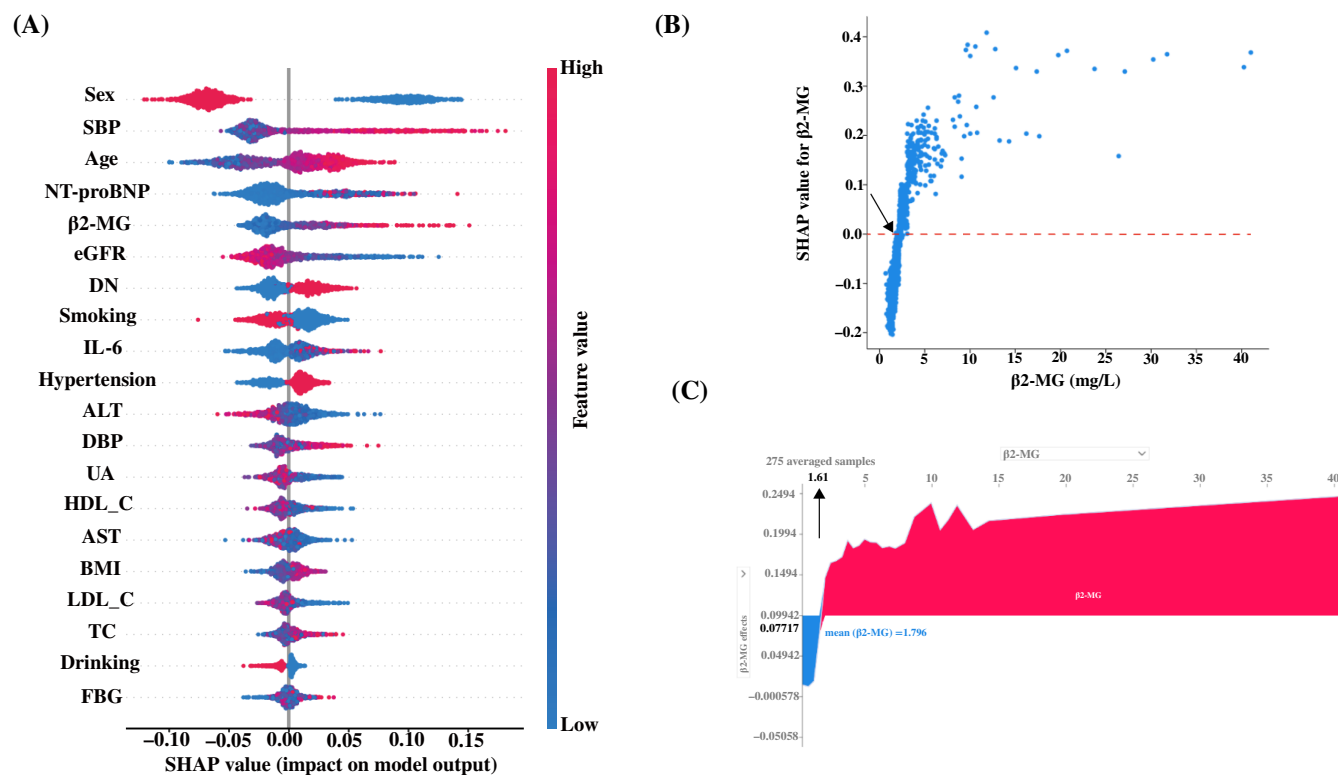 (A)
High
Sex
SBP
Age
NT-proBNP
β2-MG
eGFR
DN
Smoking
IL-6
Hypertension
ALT
DBP
UA
HDL_C
AST
BMI
LDL_C
TC
Drinking
FBG
Low
Feature value
−0.10 −0.05 0.00 0.05 0.10 0.15
SHAP value (impact on model output)
(B)
SHAP value for β2-MG
0.4
0.3
0.2
0.1
0.0
−0.1
−0.2
0 5 10 15 20 25 30 35 40
β2-MG (mg/L)
(C)
β2-MG
275 averaged samples
1.61 5 10 15 20 25 30 35 40
0.2494
0.1994
0.1494
0.09942
0.07717
0.04942
−0.000578
−0.05058
β2-MG effects
β2-MG
mean (β2-MG) =1.796